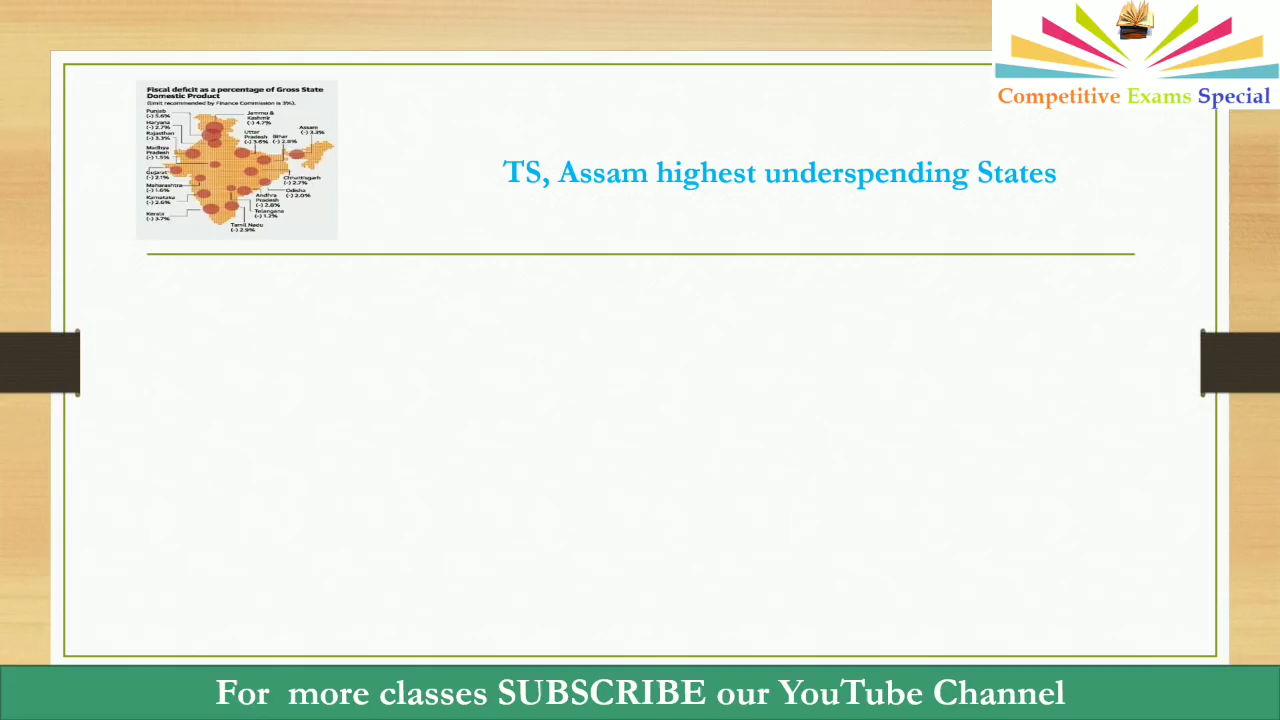 Fiscal deficit as a percentage of Gross State
Domestic Product
(limit recommended by Finance Commission is 3%).
Punjab
(-) 5.6%
Haryana
(-) 2.7%
Rajasthan
(-) 3.3%
Madhya
Pradesh
(-) 1.5%
Gujarat
(-) 2.1%
Maharashtra
(-) 1.6%
Karnataka
(-) 2.6%
Kerala
(-) 3.7%
Jammu &
Kashmir
(-) 4.7%
Uttar
Pradesh
(-) 3.6%
Bihar
(-) 2.8%
Assam
(-) 3.3%
Chhattisgarh
(-) 2.7%
Odisha
(-) 2.0%
Andhra
Pradesh
(-) 2.8%
Telangana
Tamil Nadu
(-) 2.9%
TS, Assam highest underspending States
Competitive Exams Special
For more classes SUBSCRIBE our YouTube Channel